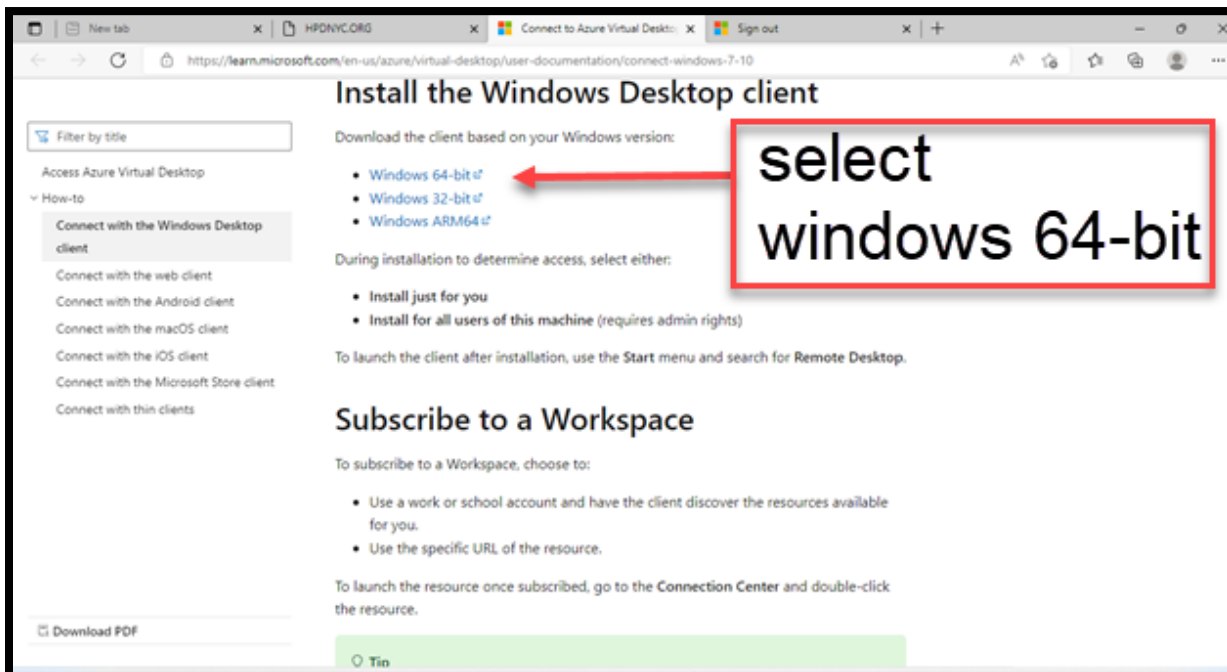 New tab
HPDNYC.ORG
Connect to Azure Virtual Deskto
Sign out
https://learn.microsoft.com/en-us/azure/virtual-desktop/user-documentation/connect-windows-7-10
Install the Windows Desktop client
Filter by title
Access Azure Virtual Desktop
How-to
Connect with the Windows Desktop
client
Connect with the web client
Connect with the Android client
Connect with the macOS client
Connect with the iOS client
Connect with the Microsoft Store client
Connect with thin clients
Download PDF
Download the client based on your Windows version:
• Windows 64-bit
• Windows 32-bit
• Windows ARM64
select
windows 64-bit
During installation to determine access, select either:
• Install just for you
• Install for all users of this machine (requires admin rights)
To launch the client after installation, use the Start menu and search for Remote Desktop.
Subscribe to a Workspace
To subscribe to a Workspace, choose to:
• Use a work or school account and have the client discover the resources available
for you.
• Use the specific URL of the resource.
To launch the resource once subscribed, go to the Connection Center and double-click
the resource.
Tip